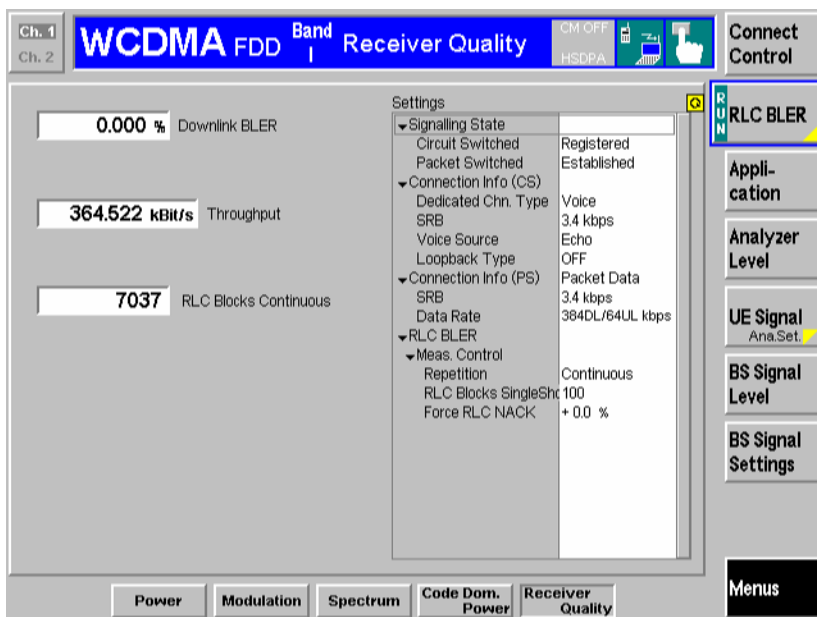 Ch. 1
Ch. 2
WCDMA FDD Band I Receiver Quality
CM OFF
HSDPA
Connect Control
0.000 % Downlink BLER
364.522 kBit/s Throughput
7037 RLC Blocks Continuous
Settings
Signalling State
Circuit Switched Registered
Packet Switched Established
Connection Info (CS)
Dedicated Chn. Type Voice
SRB 3.4 kbps
Voice Source Echo
Loopback Type OFF
Connection Info (PS) Packet Data
SRB 3.4 kbps
Data Rate 384DL/64UL kbps
RLC BLER
Meas. Control
Repetition Continuous
RLC Blocks SingleSho 100
Force RLC NACK + 0.0 %
RUN
RLC BLER
Appli-
cation
Analyzer
Level
UE Signal
Ana.Set.
BS Signal
Level
BS Signal
Settings
Menus
Power
Modulation
Spectrum
Code Dom.
Power
Receiver
Quality